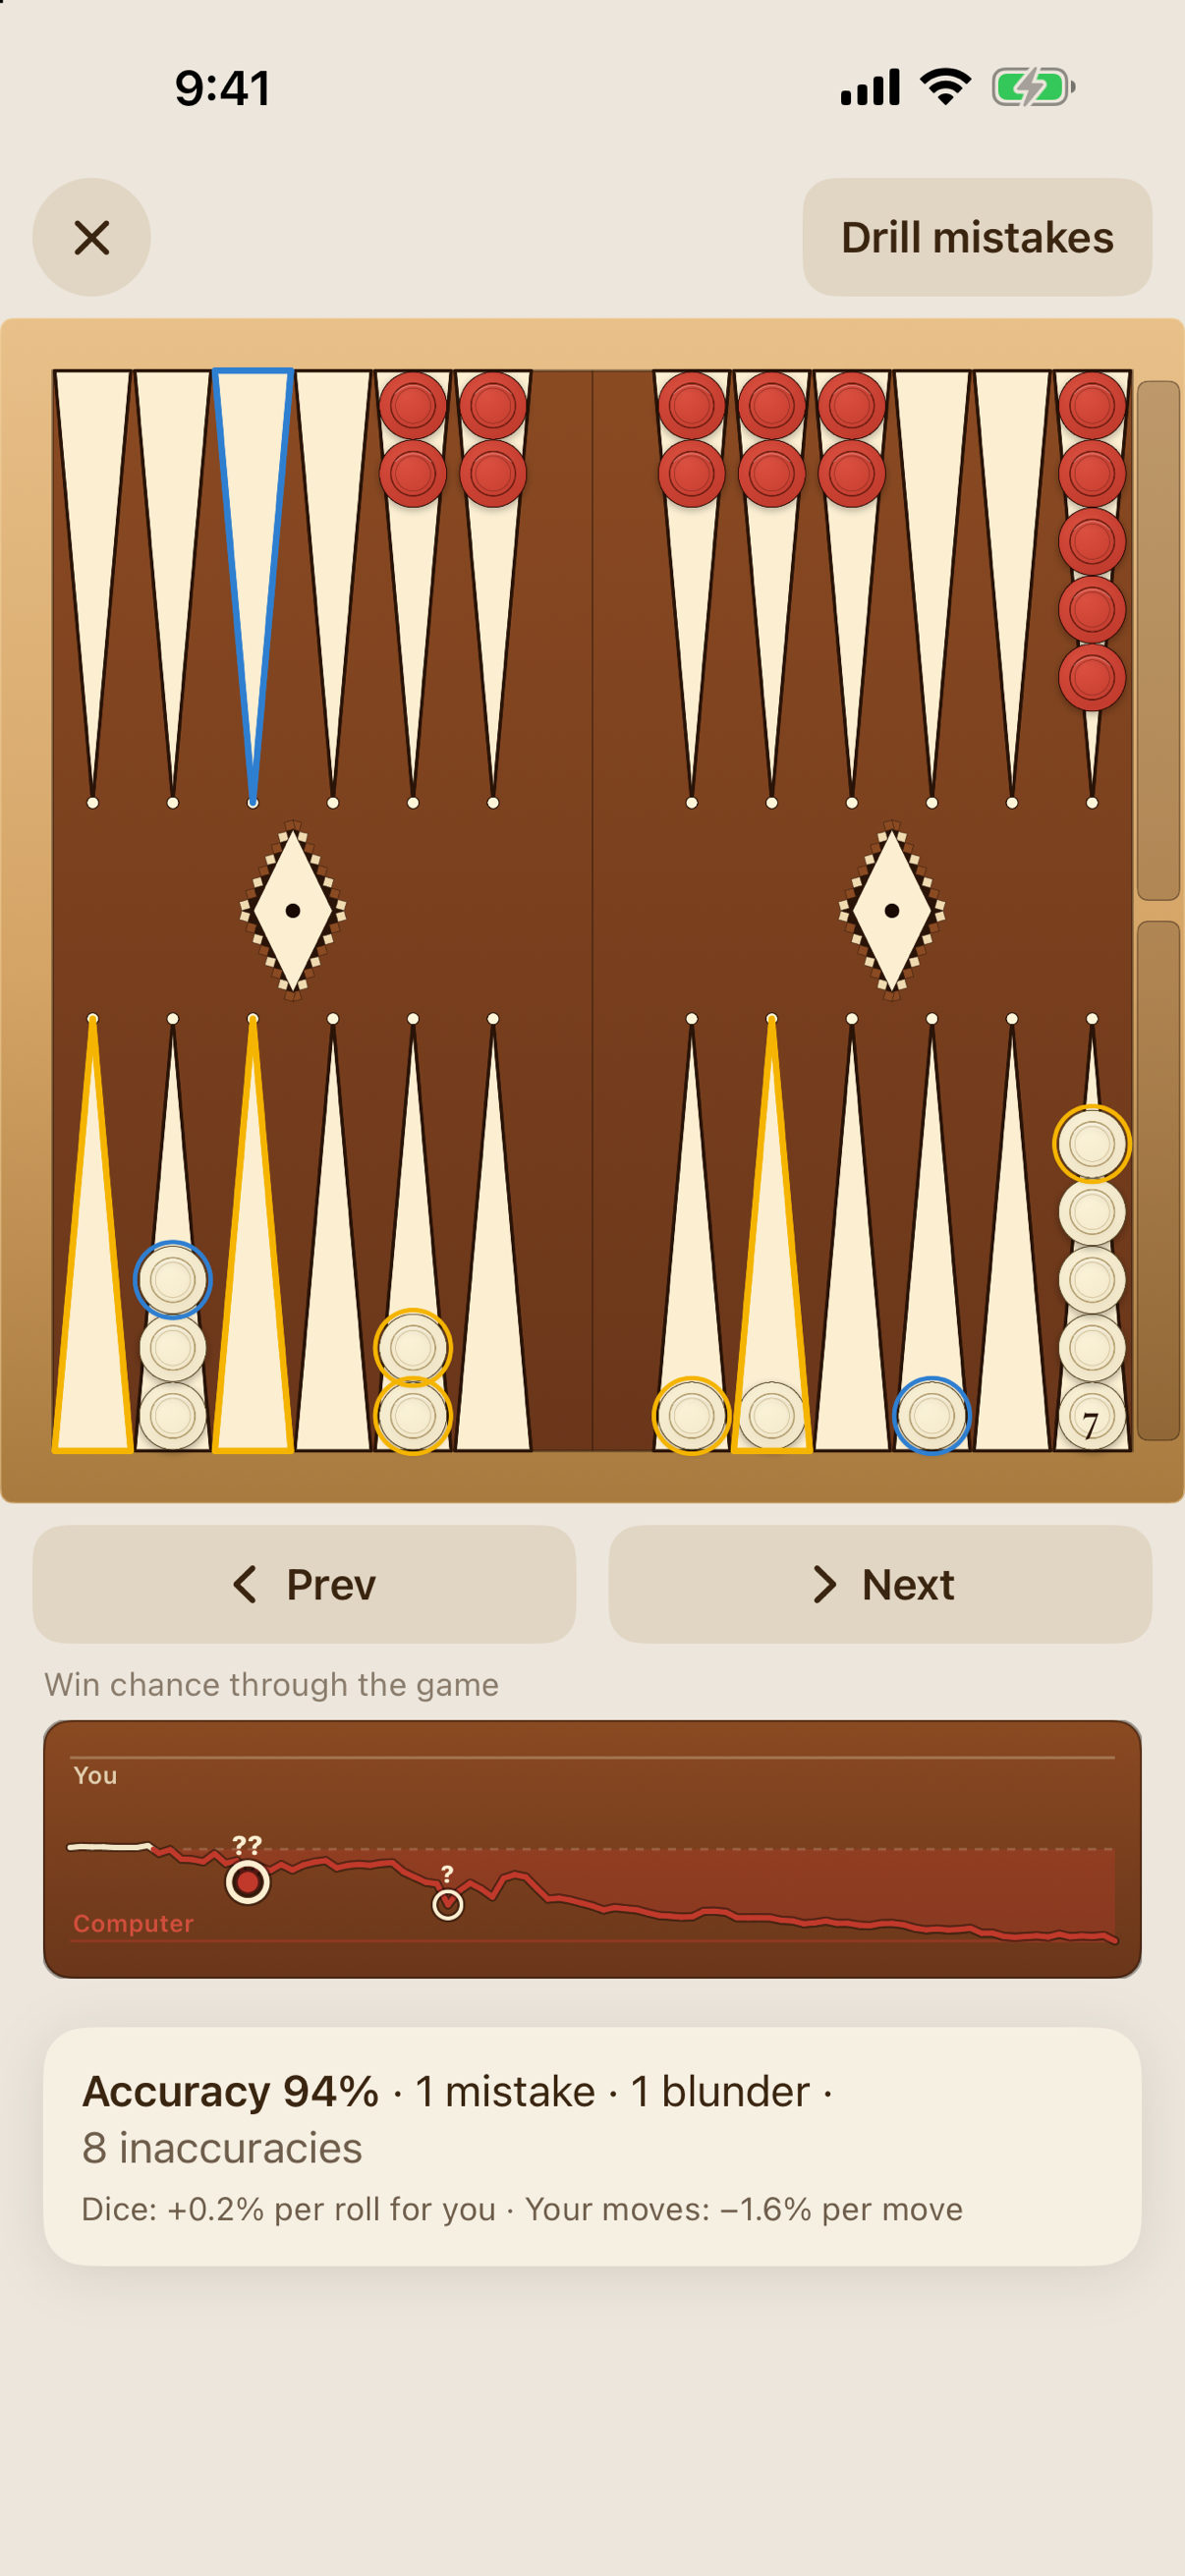 9:41
Drill mistakes
7
Prev
Next
Win chance through the game
You
??
?
Computer
Accuracy 94% · 1 mistake · 1 blunder ·
8 inaccuracies
Dice: +0.2% per roll for you · Your moves: −1.6% per move